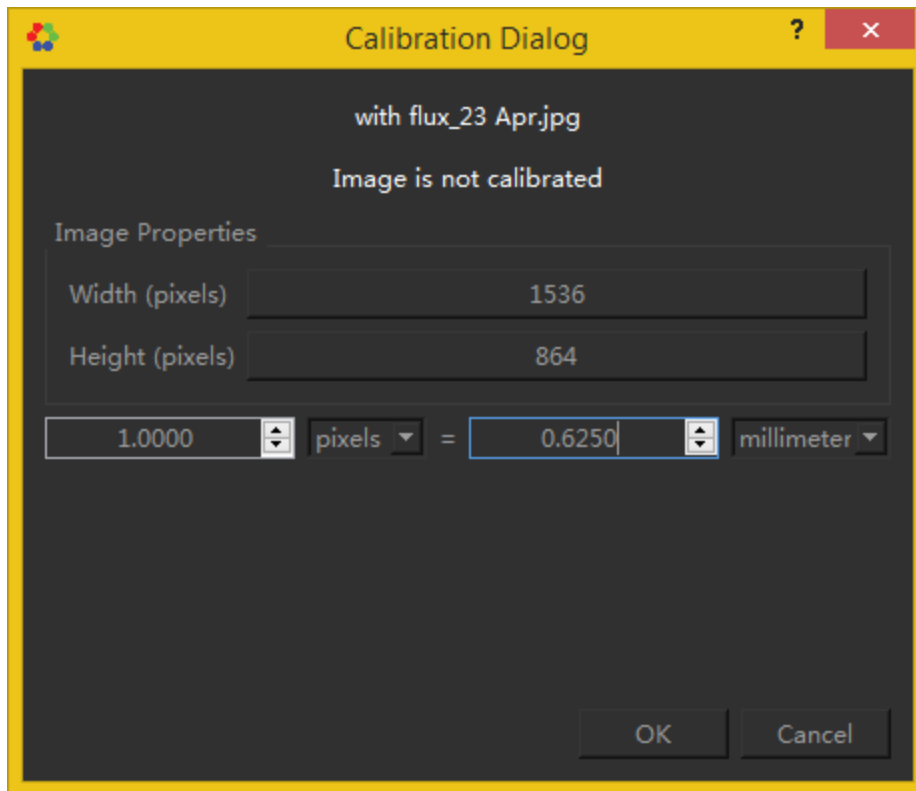 Calibration Dialog ? ×
with flux_23 Apr.jpg
Image is not calibrated
Image Properties
Width (pixels) 1536
Height (pixels) 864
1.0000 pixels = 0.6250 millimeter
OK Cancel